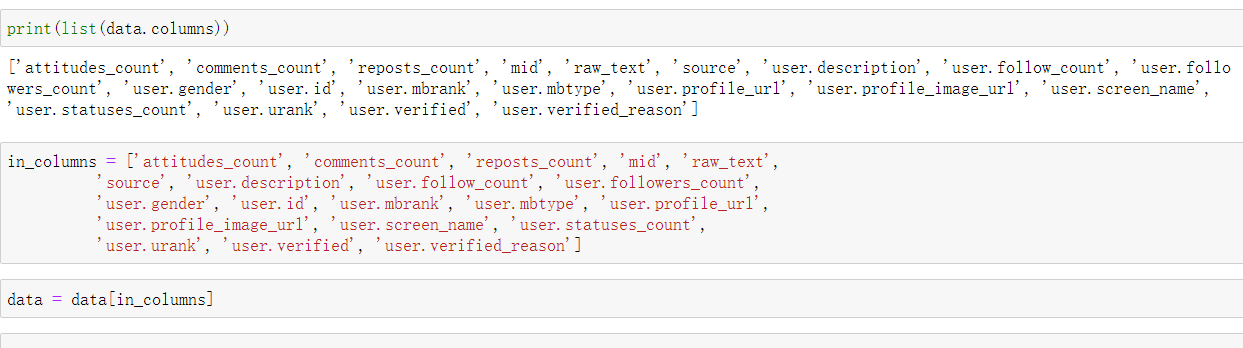 print(list(data.columns))
['attitudes_count', 'comments_count', 'reposts_count', 'mid', 'raw_text', 'source', 'user.description', 'user.follow_count', 'user.follo
wers_count', 'user.gender', 'user.id', 'user.mbrank', 'user.mbtype', 'user.profile_url', 'user.profile_image_url', 'user.screen_name',
'user.statuses_count', 'user.urank', 'user.verified', 'user.verified_reason']
in_columns = ['attitudes_count', 'comments_count', 'reposts_count', 'mid', 'raw_text',
'source', 'user.description', 'user.follow_count', 'user.followers_count',
'user.gender', 'user.id', 'user.mbrank', 'user.mbtype', 'user.profile_url',
'user.profile_image_url', 'user.screen_name', 'user.statuses_count',
'user.urank', 'user.verified', 'user.verified_reason']
data = data[in_columns]